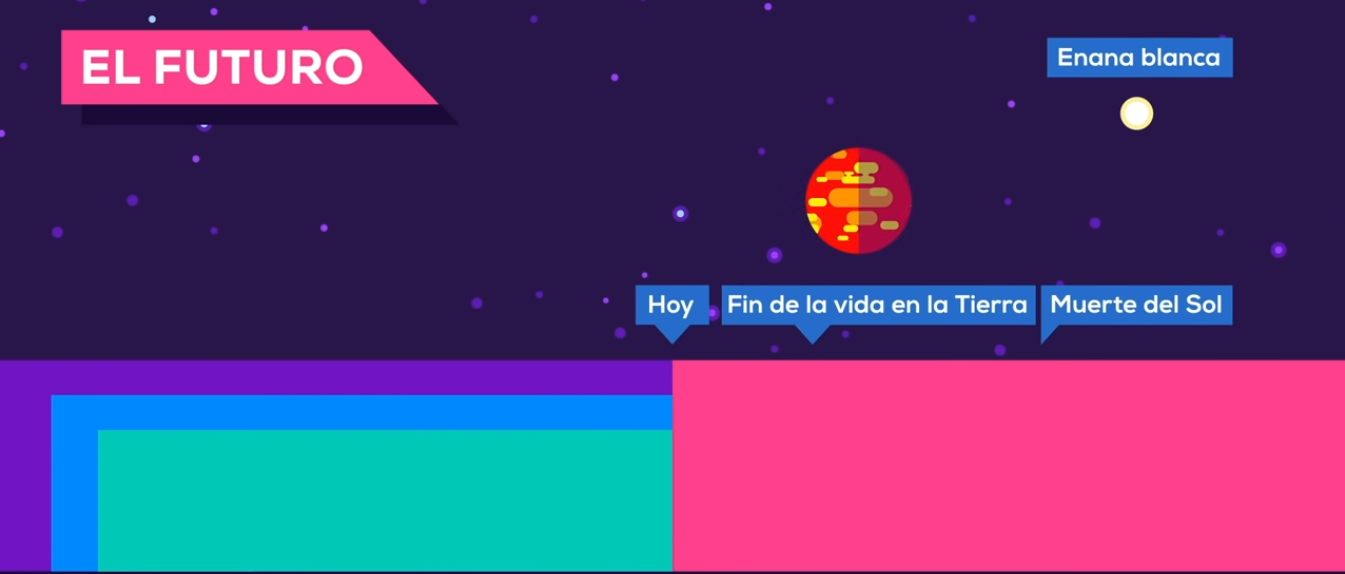 EL FUTURO
Enana blanca
Hoy
Fin de la vida en la Tierra
Muerte del Sol